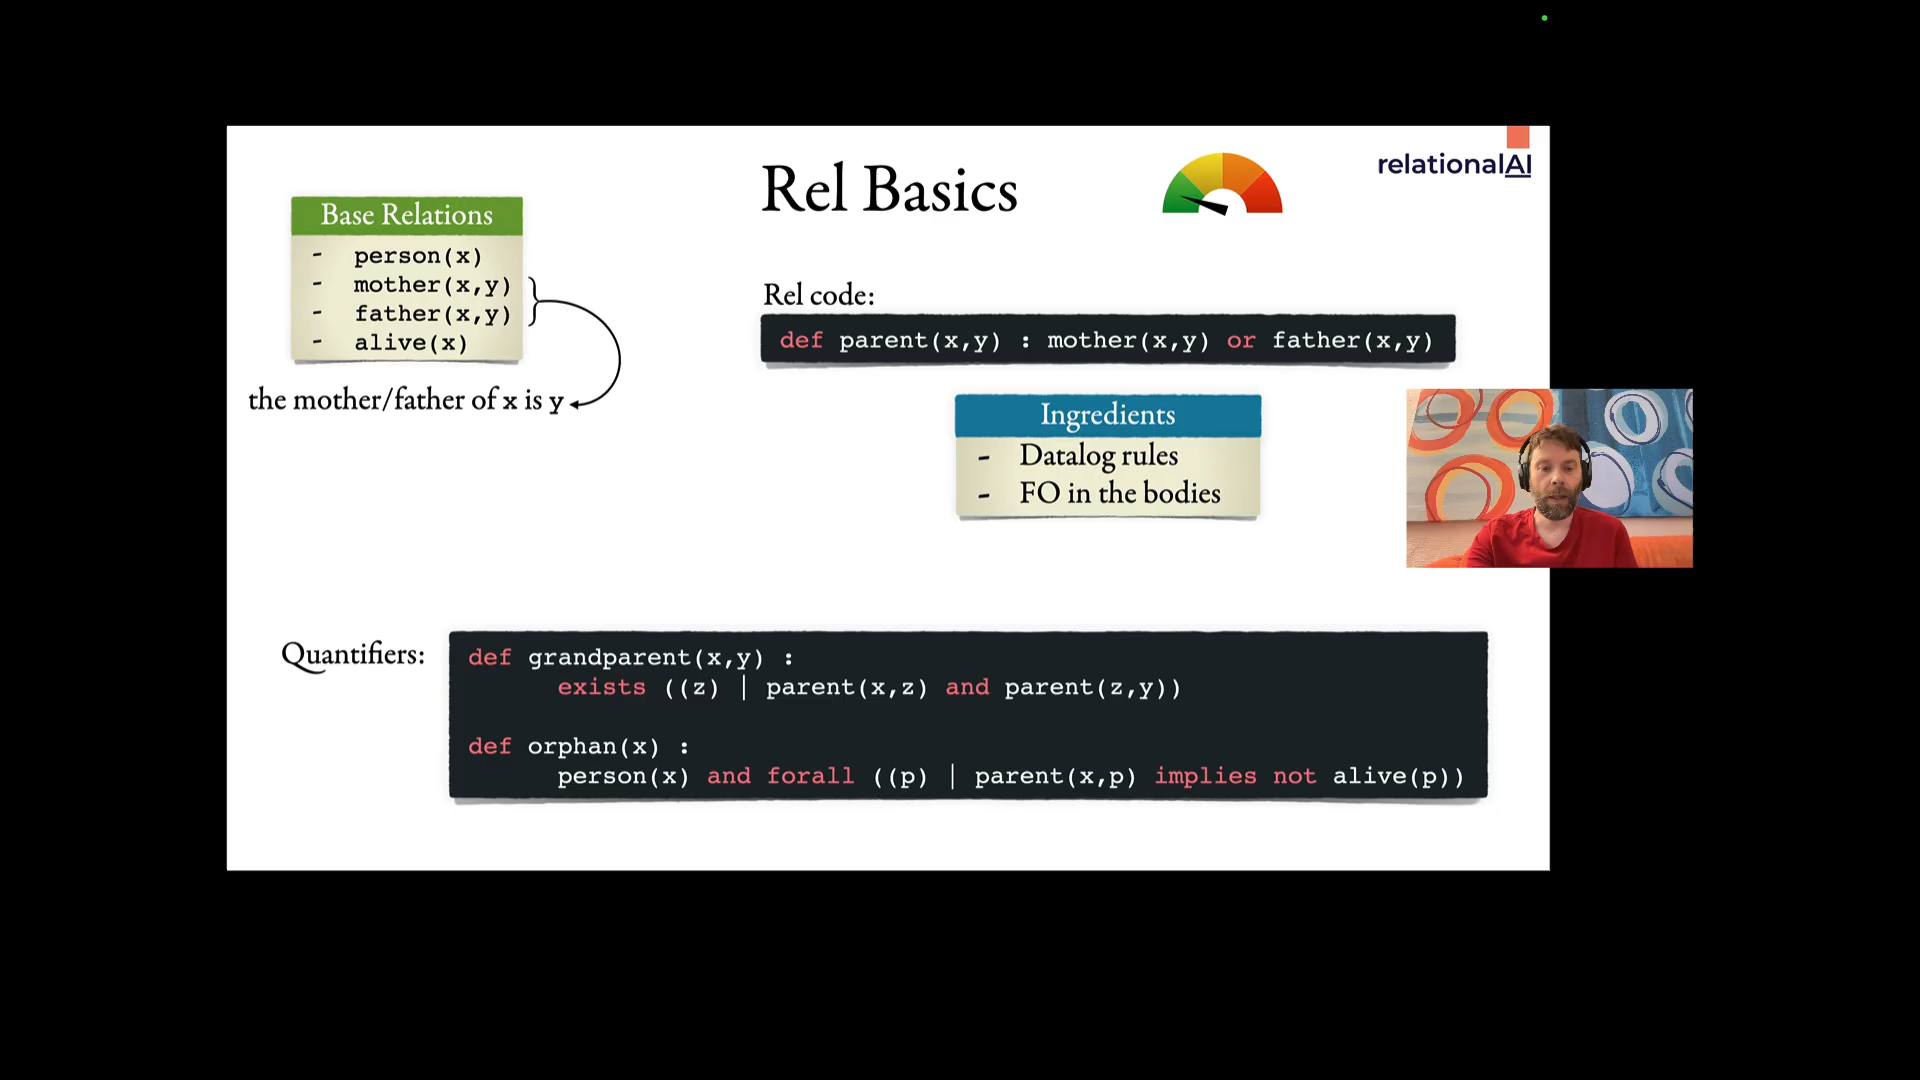 Rel Basics
relationalAI
Base Relations
- person(x)
- mother(x,y)
- father(x,y)
- alive(x)
the mother/father of x is y
Rel code:
def parent(x,y) : mother(x,y) or father(x,y)
Ingredients
- Datalog rules
- FO in the bodies
Quantifiers:
def grandparent(x,y) :
exists ((z) | parent(x,z) and parent(z,y))
def orphan(x) :
person(x) and forall ((p) | parent(x,p) implies not alive(p))